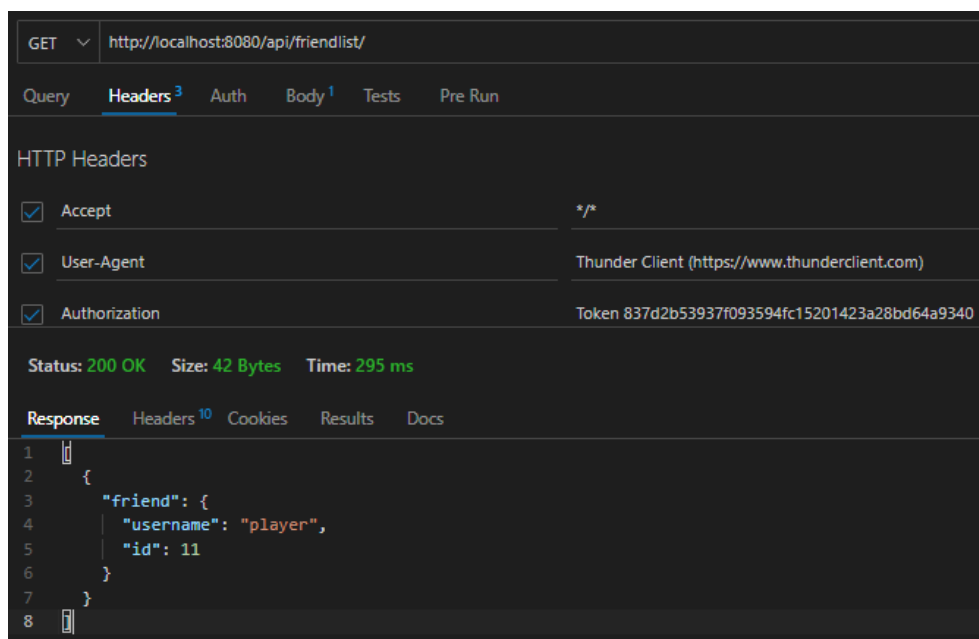 GET http://localhost:8080/api/friendlist/
Query Headers 3 Auth Body 1 Tests Pre Run
HTTP Headers
Accept */*
User-Agent Thunder Client (https://www.thunderclient.com)
Authorization Token 837d2b53937f093594fc15201423a28bd64a9340
Status: 200 OK Size: 42 Bytes Time: 295 ms
Response Headers 10 Cookies Results Docs
1 [
2 {
3 "friend": {
4 "username": "player",
5 "id": 11
6 }
7 }
8 ]